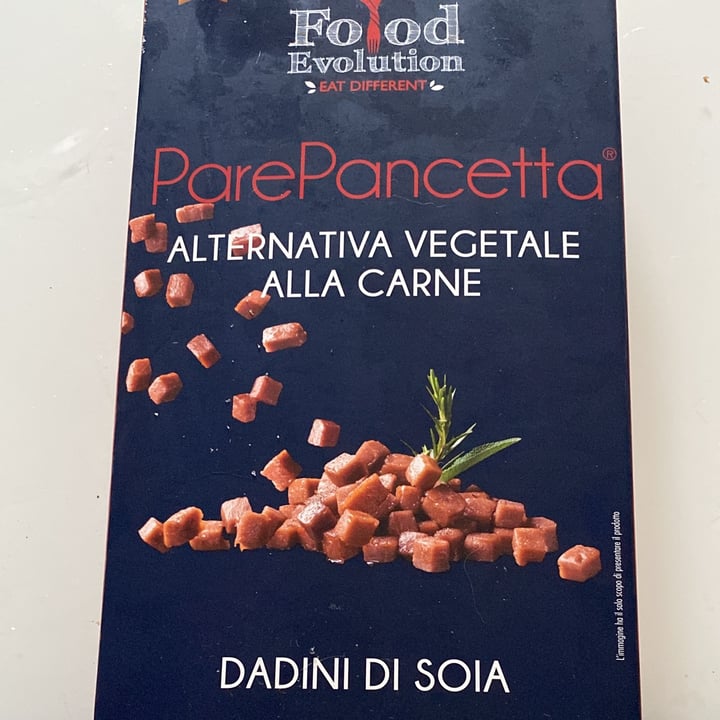 Food
Evolution
EAT DIFFERENT
ParePancetta®
ALTERNATIVA VEGETALE
ALLA CARNE
L'immagine ha il solo scopo di presentare il prodotto
DADINI DI SOIA